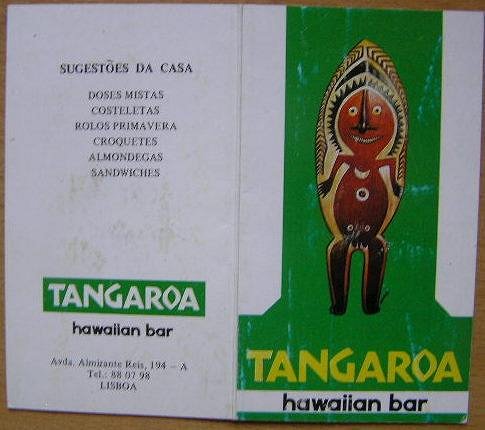 SUGESTÕES DA CASA
DOSES MISTAS
COSTELETAS
ROLOS PRIMAVERA
CROQUETES
ALMONDEGAS
SANDWICHES
TANGAROA
hawaiian bar
Avda. Almirante Reis, 194 – A
Tel.: 88 07 98
LISBOA
TANGAROA
hawaiian bar